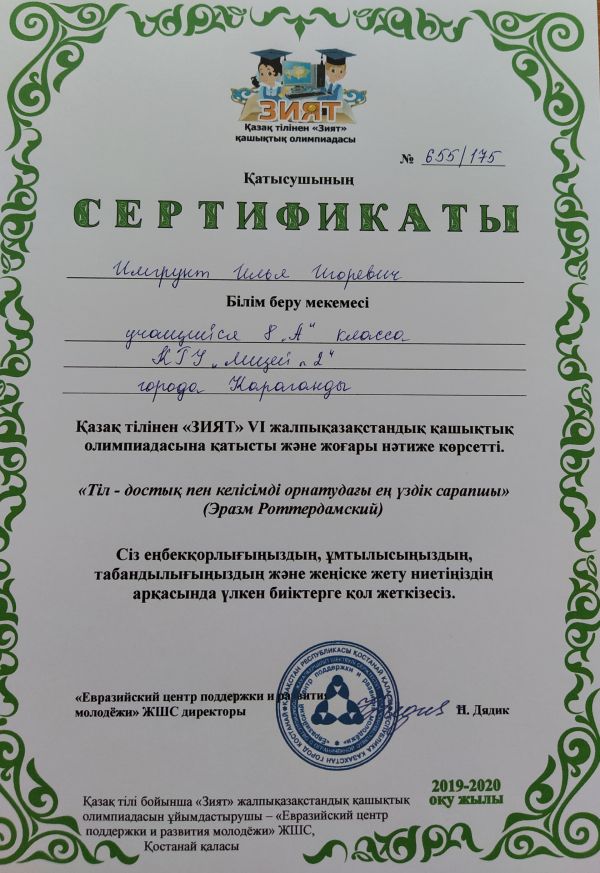 ЗИЯТ
Қазақ тілінен «Зият»
қашықтық олимпиадасы
№ 655/175
Қатысушының
СЕРТИФИКАТЫ
Имгрунт Илья Игоревич
Білім беру мекемесі
учащийся 8 „А“ класса
КГУ „Лицей № 2“
города Караганды
Қазақ тілінен «ЗИЯТ» VI жалпықазақстандық қашықтық
олимпиадасына қатысты және жоғары нәтиже көрсетті.
«Тіл - достық пен келісімді орнатудағы ең үздік сарапшы»
(Эразм Роттердамский)
Сіз еңбекқорлығыңыздың, ұмтылысыңыздың,
табандылығыңыздың және жеңіске жету ниетіңіздің
арқасында үлкен биіктерге қол жеткізесіз.
«Евразийский центр поддержки и развития
молодёжи» ЖШС директоры
Н. Дядик
2019-2020
оқу жылы
Қазақ тілі бойынша «Зият» жалпықазақстандық қашықтық
олимпиадасын ұйымдастырушы – «Евразийский центр
поддержки и развития молодёжи» ЖШС,
Қостанай қаласы